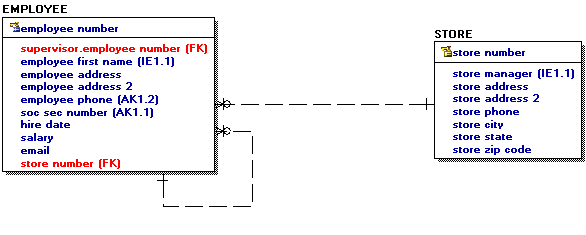 EMPLOYEE
employee number
supervisor.employee number (FK)
employee first name (IE1.1)
employee address
employee address 2
employee phone (AK1.2)
soc sec number (AK1.1)
hire date
salary
email
store number (FK)
STORE
store number
store manager (IE1.1)
store address
store address 2
store phone
store city
store state
store zip code